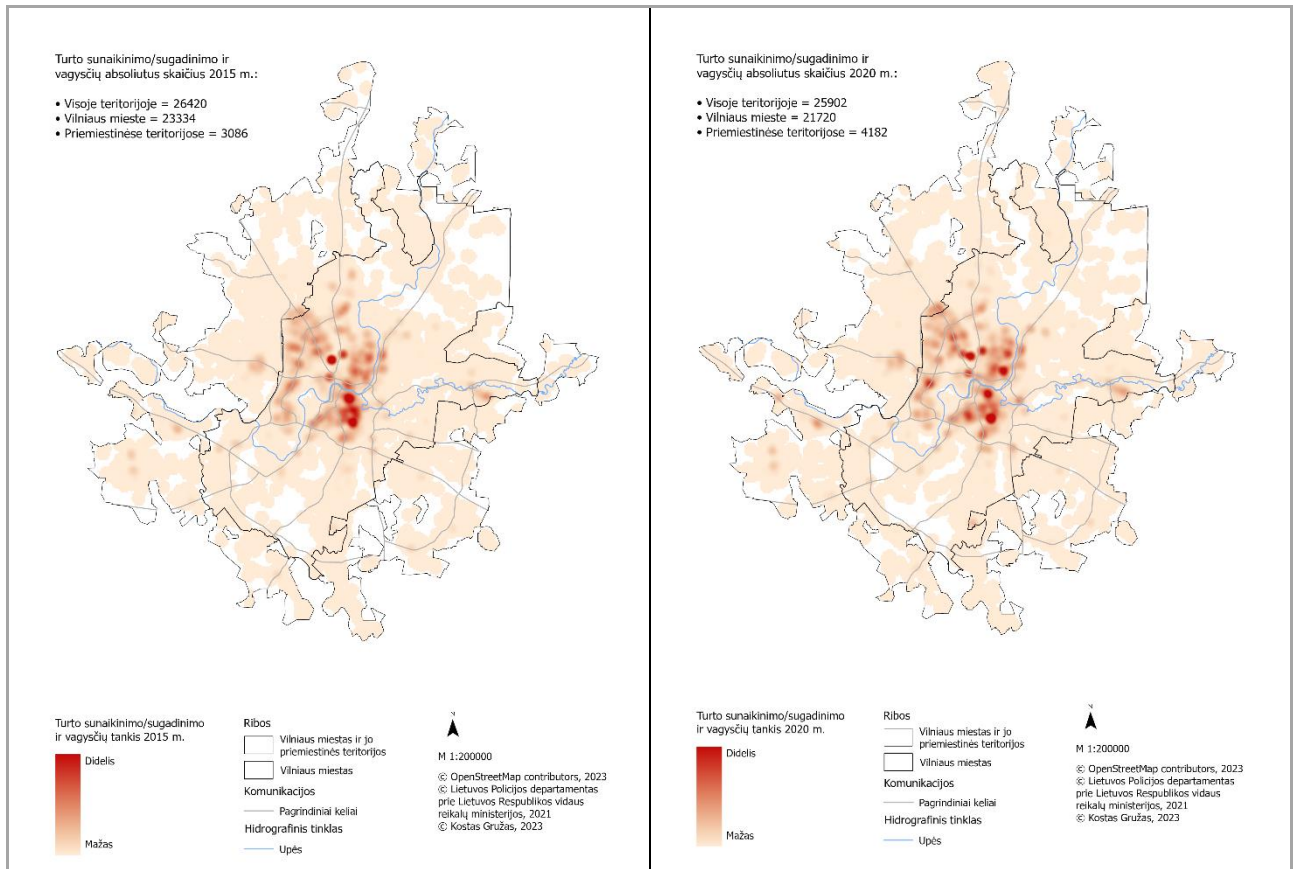 Turto sunaikinimo/sugadinimo ir
vagysčių absoliutus skaičius 2015 m.:
• Visoje teritorijoje = 26420
• Vilniaus mieste = 23334
• Priemiestinėse teritorijose = 3086
Turto sunaikinimo/sugadinimo
ir vagysčių tankis 2015 m.
Didelis
Mažas
Ribos
Vilniaus miestas ir jo
priemiestinės teritorijos
Vilniaus miestas
Komunikacijos
Pagrindiniai keliai
Hidrografinis tinklas
Upės
N
M 1:200000
© OpenStreetMap contributors, 2023
© Lietuvos Policijos departamentas
prie Lietuvos Respublikos vidaus
reikalų ministerijos, 2021
© Kostas Gružas, 2023
Turto sunaikinimo/sugadinimo ir
vagysčių absoliutus skaičius 2020 m.:
• Visoje teritorijoje = 25902
• Vilniaus mieste = 21720
• Priemiestinėse teritorijose = 4182
Turto sunaikinimo/sugadinimo
ir vagysčių tankis 2020 m.
Didelis
Mažas
Ribos
Vilniaus miestas ir jo
priemiestinės teritorijos
Vilniaus miestas
Komunikacijos
Pagrindiniai keliai
Hidrografinis tinklas
Upės
N
M 1:200000
© OpenStreetMap contributors, 2023
© Lietuvos Policijos departamentas
prie Lietuvos Respublikos vidaus
reikalų ministerijos, 2021
© Kostas Gružas, 2023